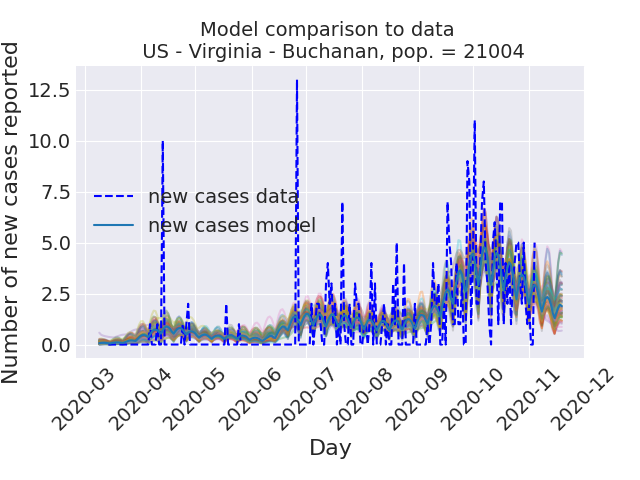 Model comparison to data
US - Virginia - Buchanan, pop. = 21004
Number of new cases reported
12.5
10.0
7.5
5.0
2.5
0.0
new cases data
new cases model
2020-03
2020-04
2020-05
2020-06
2020-07
2020-08
2020-09
2020-10
2020-11
2020-12
Day